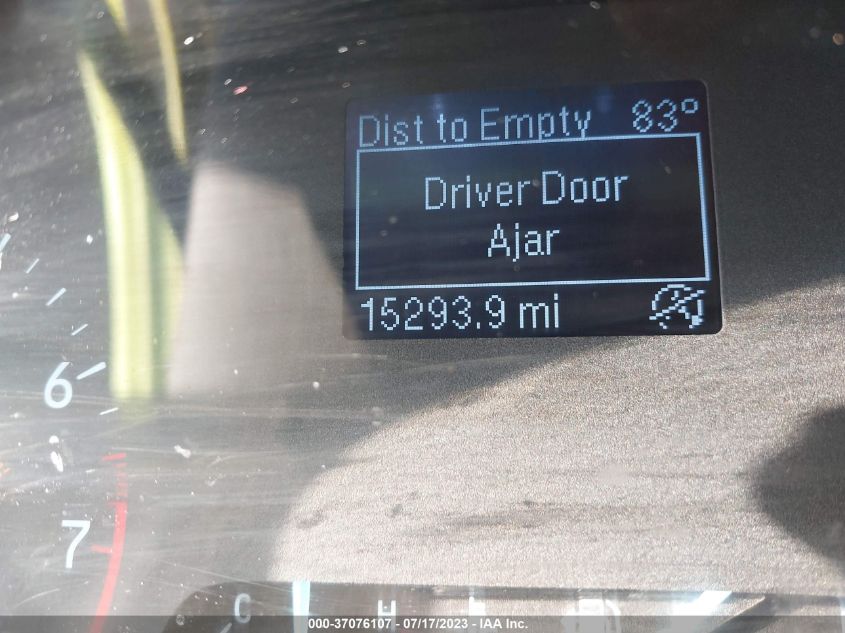 Dist to Empty 83°
Driver Door
Ajar
15293.9 mi
6
7
C H
000-37076107 - 07/17/2023 - IAA Inc.